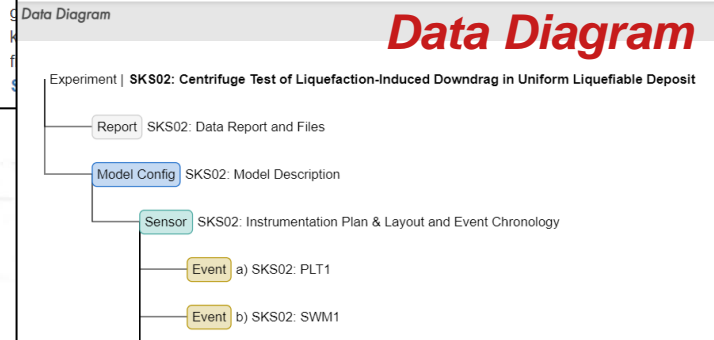 Data Diagram
Data Diagram
Experiment | SKS02: Centrifuge Test of Liquefaction-Induced Downdrag in Uniform Liquefiable Deposit
Report SKS02: Data Report and Files
Model Config SKS02: Model Description
Sensor SKS02: Instrumentation Plan & Layout and Event Chronology
Event a) SKS02: PLT1
Event b) SKS02: SWM1